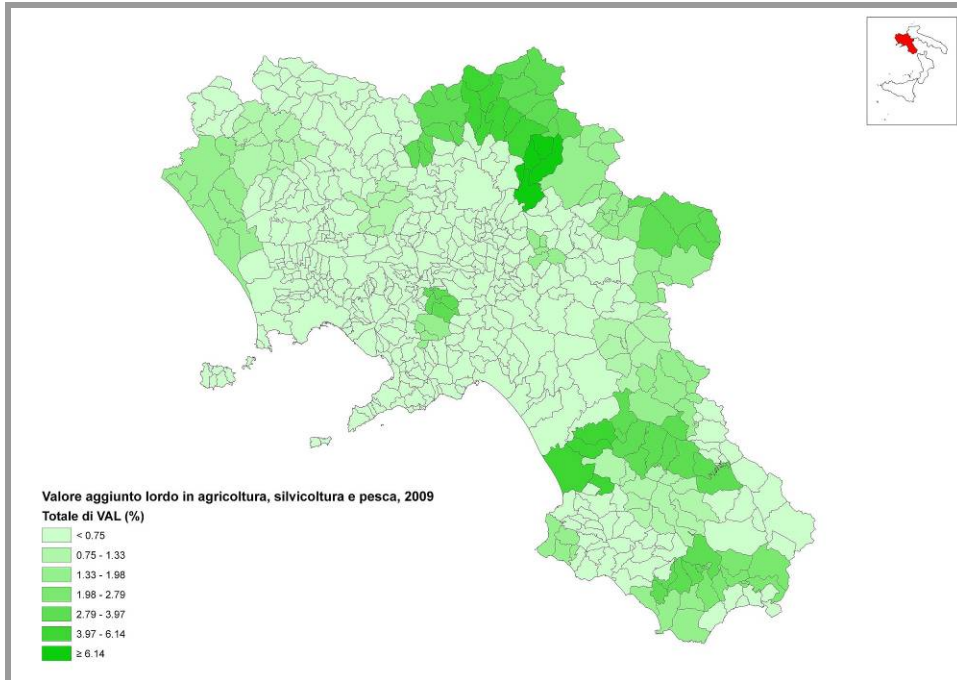 Valore aggiunto lordo in agricoltura, silvicoltura e pesca, 2009
Totale di VAL (%)
< 0.75
0.75 - 1.33
1.33 - 1.98
1.98 - 2.79
2.79 - 3.97
3.97 - 6.14
≥ 6.14